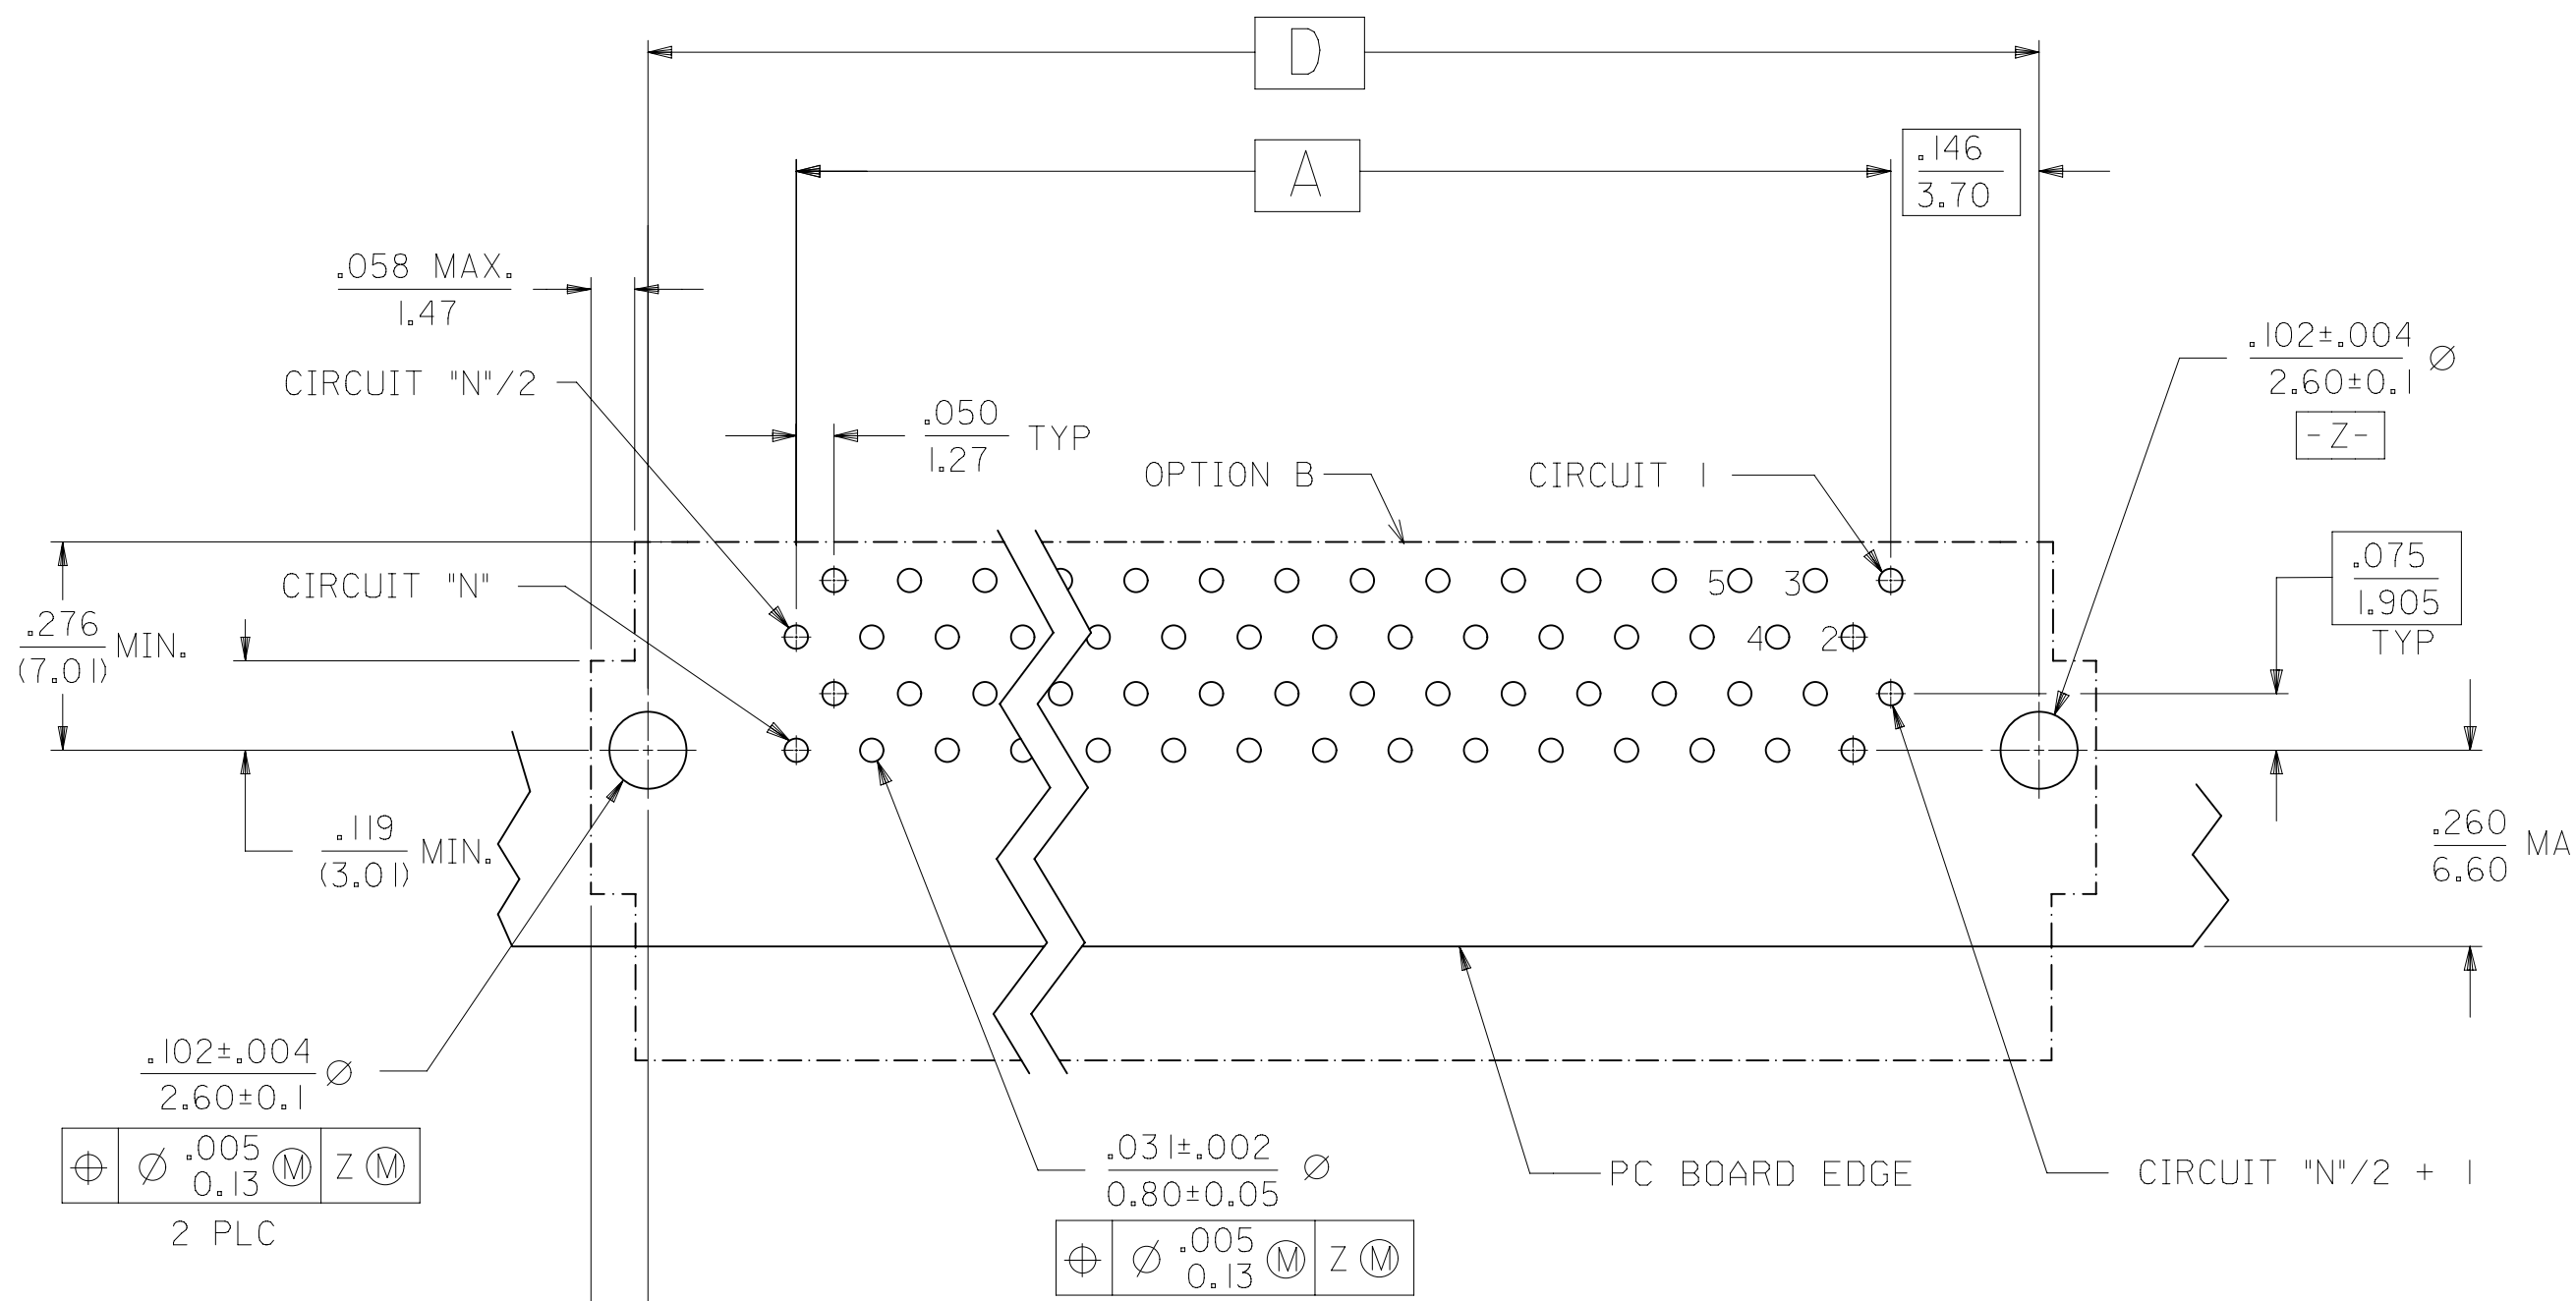 D
A
.146
3.70
.058 MAX.
1.47
.102±.004 Ø
2.60±0.1
-Z-
CIRCUIT "N"/2
.050 TYP
1.27
OPTION B
CIRCUIT 1
CIRCUIT "N"
5 3
.075
1.905
TYP
.276 MIN.
(7.01)
4 2
.119 MIN.
(3.01)
.260 MA
6.60
.102±.004 Ø
2.60±0.1
⌖ Ø .005 Ⓜ Z Ⓜ
0.13
2 PLC
.031±.002 Ø
0.80±0.05
⌖ Ø .005 Ⓜ Z Ⓜ
0.13
PC BOARD EDGE
CIRCUIT "N"/2 + 1